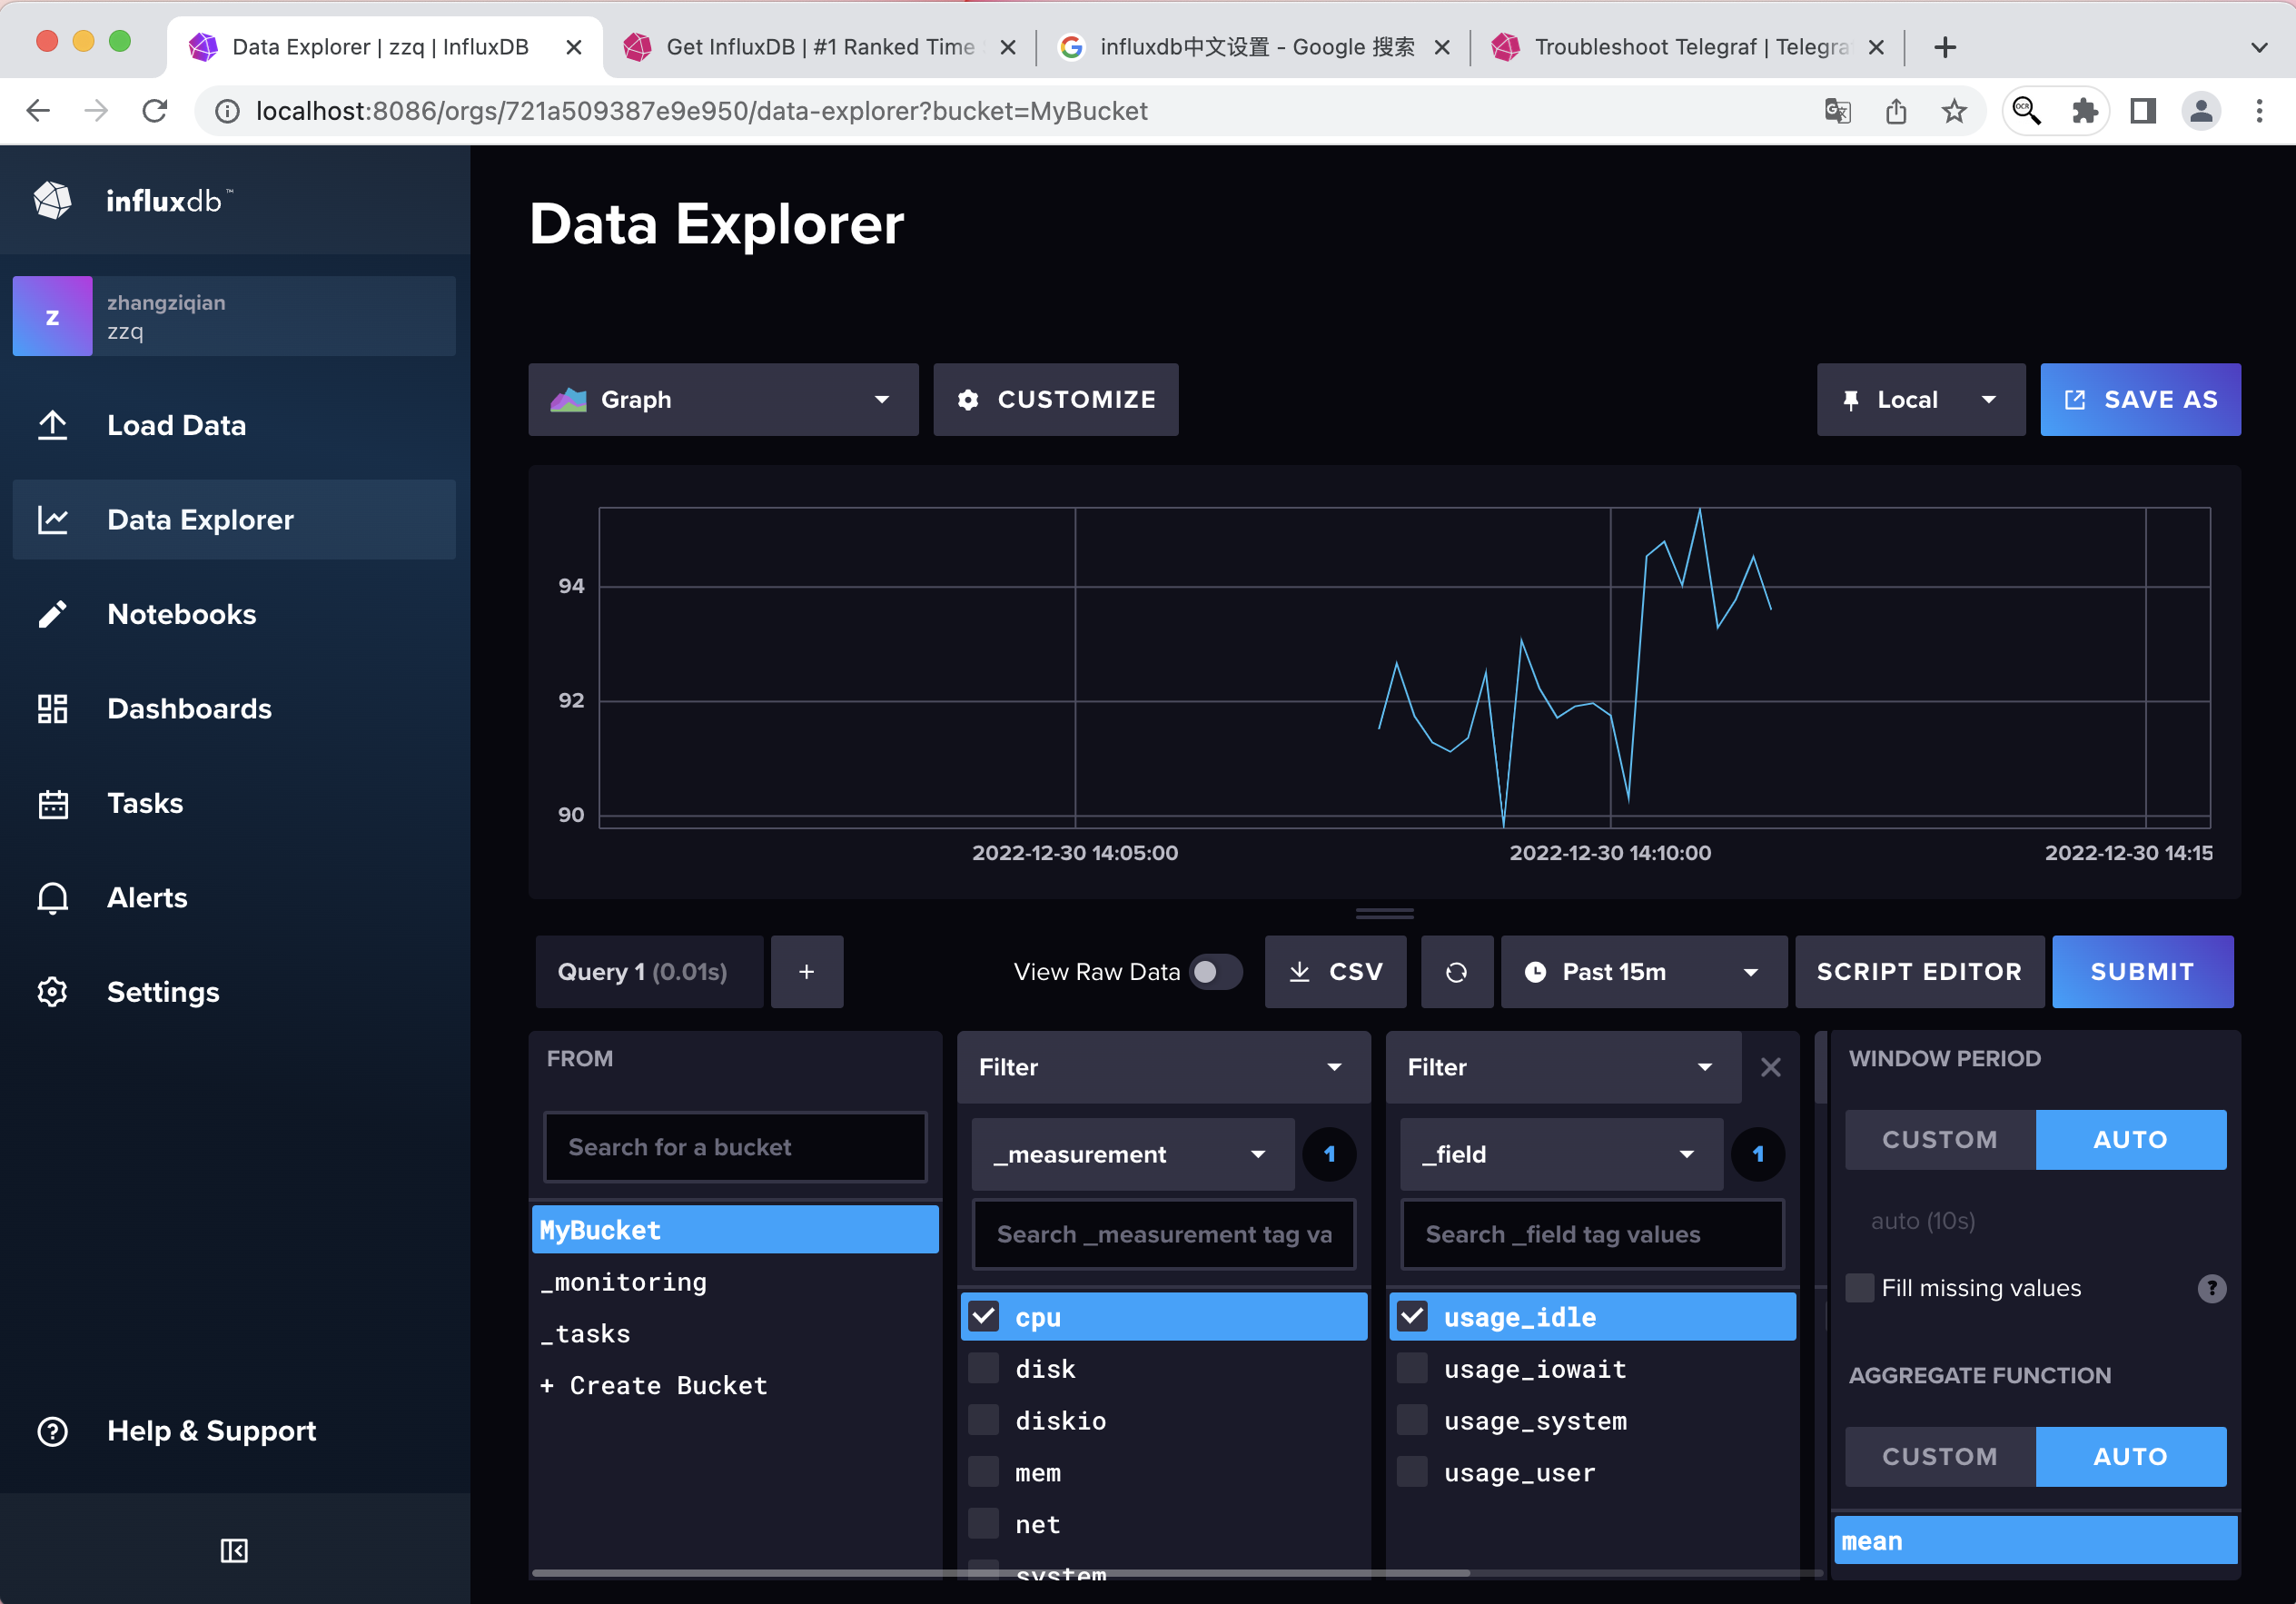 Data Explorer | zzq | InfluxDB
Get InfluxDB | #1 Ranked Time
influxdb中文设置 - Google 搜索
Troubleshoot Telegraf | Telegra
localhost:8086/orgs/721a509387e9e950/data-explorer?bucket=MyBucket
OCR
influxdb™
z
zhangziqian
zzq
Load Data
Data Explorer
Notebooks
Dashboards
Tasks
Alerts
Settings
Help & Support
Data Explorer
Graph
CUSTOMIZE
Local
SAVE AS
94
92
90
2022-12-30 14:05:00
2022-12-30 14:10:00
2022-12-30 14:15
Query 1 (0.01s)
+
View Raw Data
CSV
Past 15m
SCRIPT EDITOR
SUBMIT
FROM
Search for a bucket
MyBucket
_monitoring
_tasks
+ Create Bucket
Filter
_measurement
1
Search _measurement tag va
cpu
disk
diskio
mem
net
system
Filter
_field
1
Search _field tag values
usage_idle
usage_iowait
usage_system
usage_user
WINDOW PERIOD
CUSTOM
AUTO
auto (10s)
Fill missing values
?
AGGREGATE FUNCTION
CUSTOM
AUTO
mean